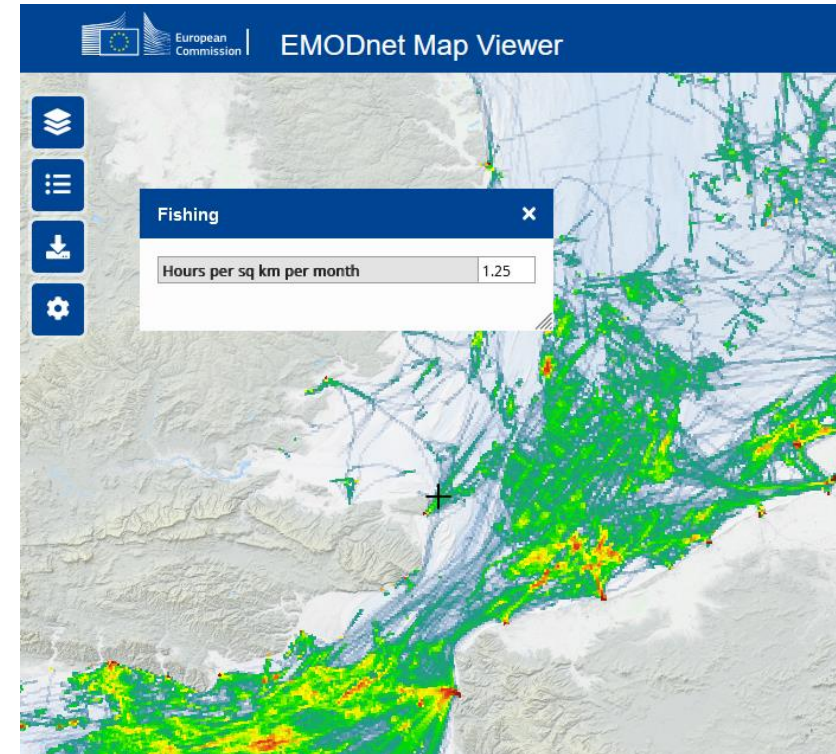 European
Commission
EMODnet Map Viewer
Fishing
Hours per sq km per month 1.25